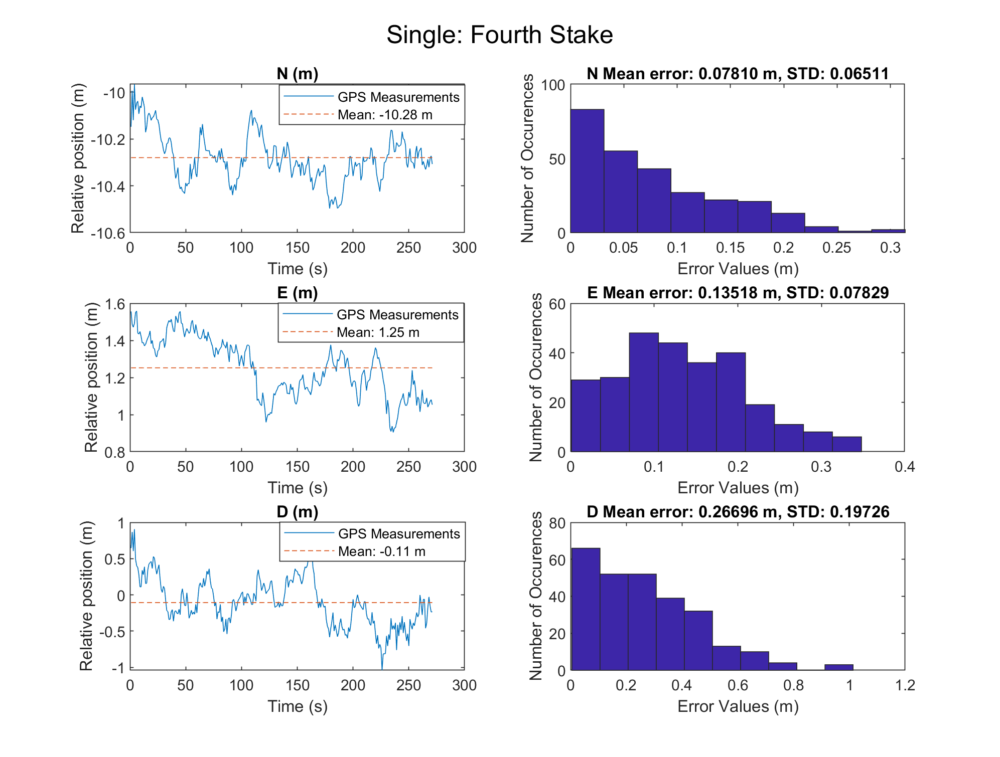 Single: Fourth Stake
N (m)
Relative position (m)
-10
-10.2
-10.4
-10.6
GPS Measurements
Mean: -10.28 m
0 50 100 150 200 250 300
Time (s)
N Mean error: 0.07810 m, STD: 0.06511
Number of Occurences
100
50
0
0 0.05 0.1 0.15 0.2 0.25 0.3
Error Values (m)
E (m)
Relative position (m)
1.6
1.4
1.2
1
0.8
GPS Measurements
Mean: 1.25 m
0 50 100 150 200 250 300
Time (s)
E Mean error: 0.13518 m, STD: 0.07829
Number of Occurences
60
40
20
0
0 0.1 0.2 0.3 0.4
Error Values (m)
D (m)
Relative position (m)
1
0.5
0
-0.5
-1
GPS Measurements
Mean: -0.11 m
0 50 100 150 200 250 300
Time (s)
D Mean error: 0.26696 m, STD: 0.19726
Number of Occurences
80
60
40
20
0
0 0.2 0.4 0.6 0.8 1 1.2
Error Values (m)